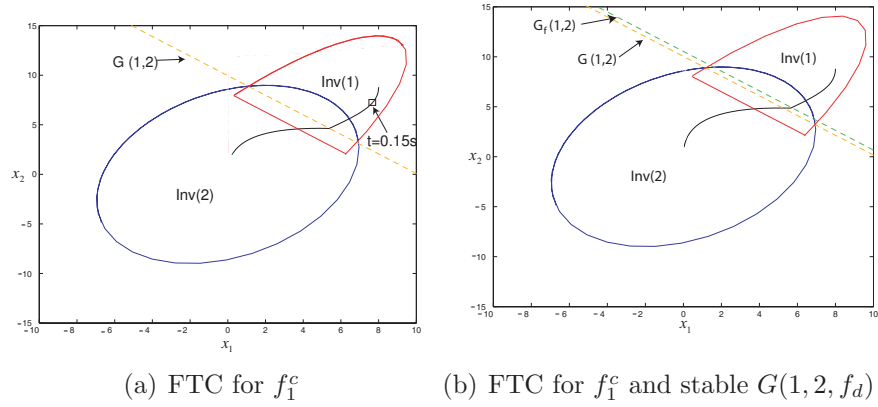 15
10
5
0
−5
−10
−15
x₂
−10 −8 −6 −4 −2 0 2 4 6 8 10
x₁
G (1,2)
Inv(1)
t=0.15s
Inv(2)
(a) FTC for f₁ᶜ
15
10
5
0
−5
−10
−15
x₂
−10 −8 −6 −4 −2 0 2 4 6 8 10
x₁
G_f (1,2)
G (1,2)
Inv(1)
Inv(2)
(b) FTC for f₁ᶜ and stable G(1, 2, f_d)